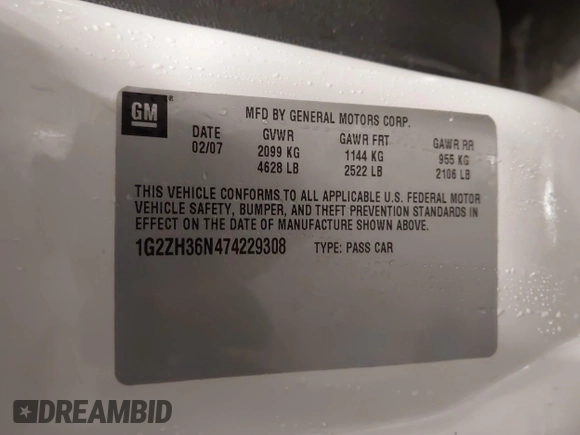 GM
MFD BY GENERAL MOTORS CORP.
DATE GVWR GAWR FRT GAWR RR
02/07 2099 KG 1144 KG 955 KG
4628 LB 2522 LB 2106 LB
THIS VEHICLE CONFORMS TO ALL APPLICABLE U.S. FEDERAL MOTOR
VEHICLE SAFETY, BUMPER, AND THEFT PREVENTION STANDARDS IN
EFFECT ON THE DATE OF MANUFACTURE SHOWN ABOVE.
1G2ZH36N474229308 TYPE: PASS CAR
DREAMBID